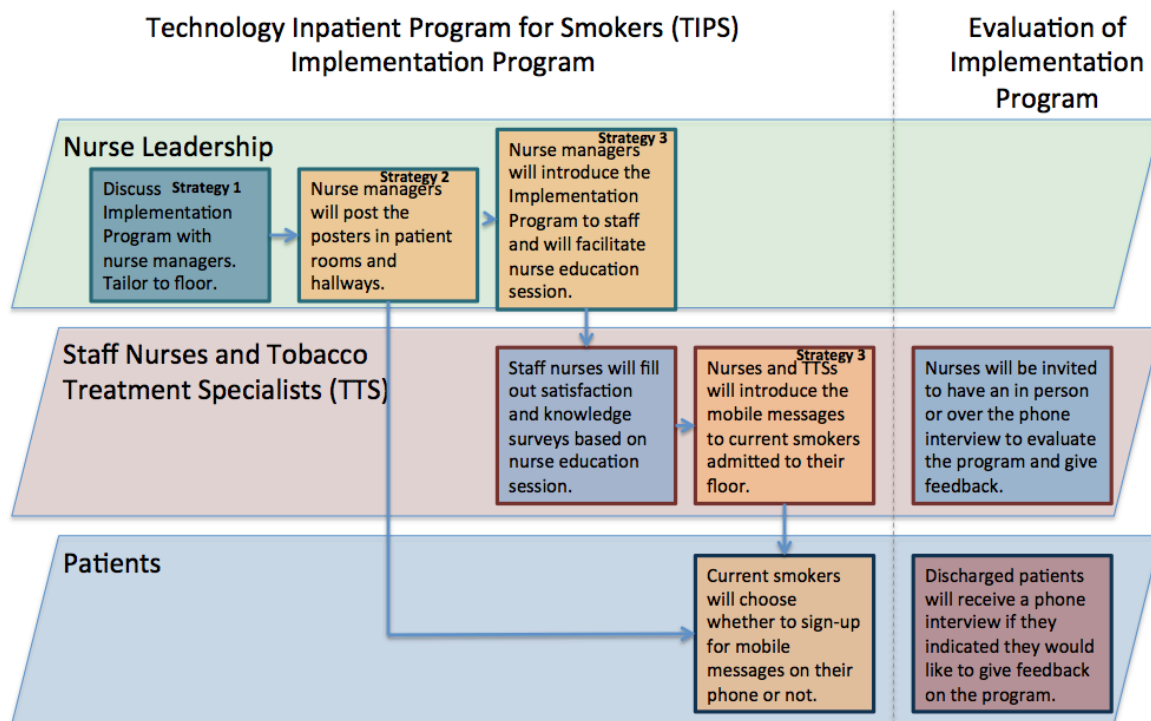 Technology Inpatient Program for Smokers (TIPS)
Implementation Program
Evaluation of
Implementation
Program
Nurse Leadership
Strategy 1
Discuss
Implementation
Program with
nurse managers.
Tailor to floor.
Strategy 2
Nurse managers
will post the
posters in patient
rooms and
hallways.
Strategy 3
Nurse managers
will introduce the
Implementation
Program to staff
and will facilitate
nurse education
session.
Staff Nurses and Tobacco
Treatment Specialists (TTS)
Staff nurses will fill
out satisfaction
and knowledge
surveys based on
nurse education
session.
Strategy 3
Nurses and TTSs
will introduce the
mobile messages
to current smokers
admitted to their
floor.
Nurses will be invited
to have an in person
or over the phone
interview to evaluate
the program and give
feedback.
Patients
Current smokers
will choose
whether to sign-up
for mobile
messages on their
phone or not.
Discharged patients
will receive a phone
interview if they
indicated they would
like to give feedback
on the program.